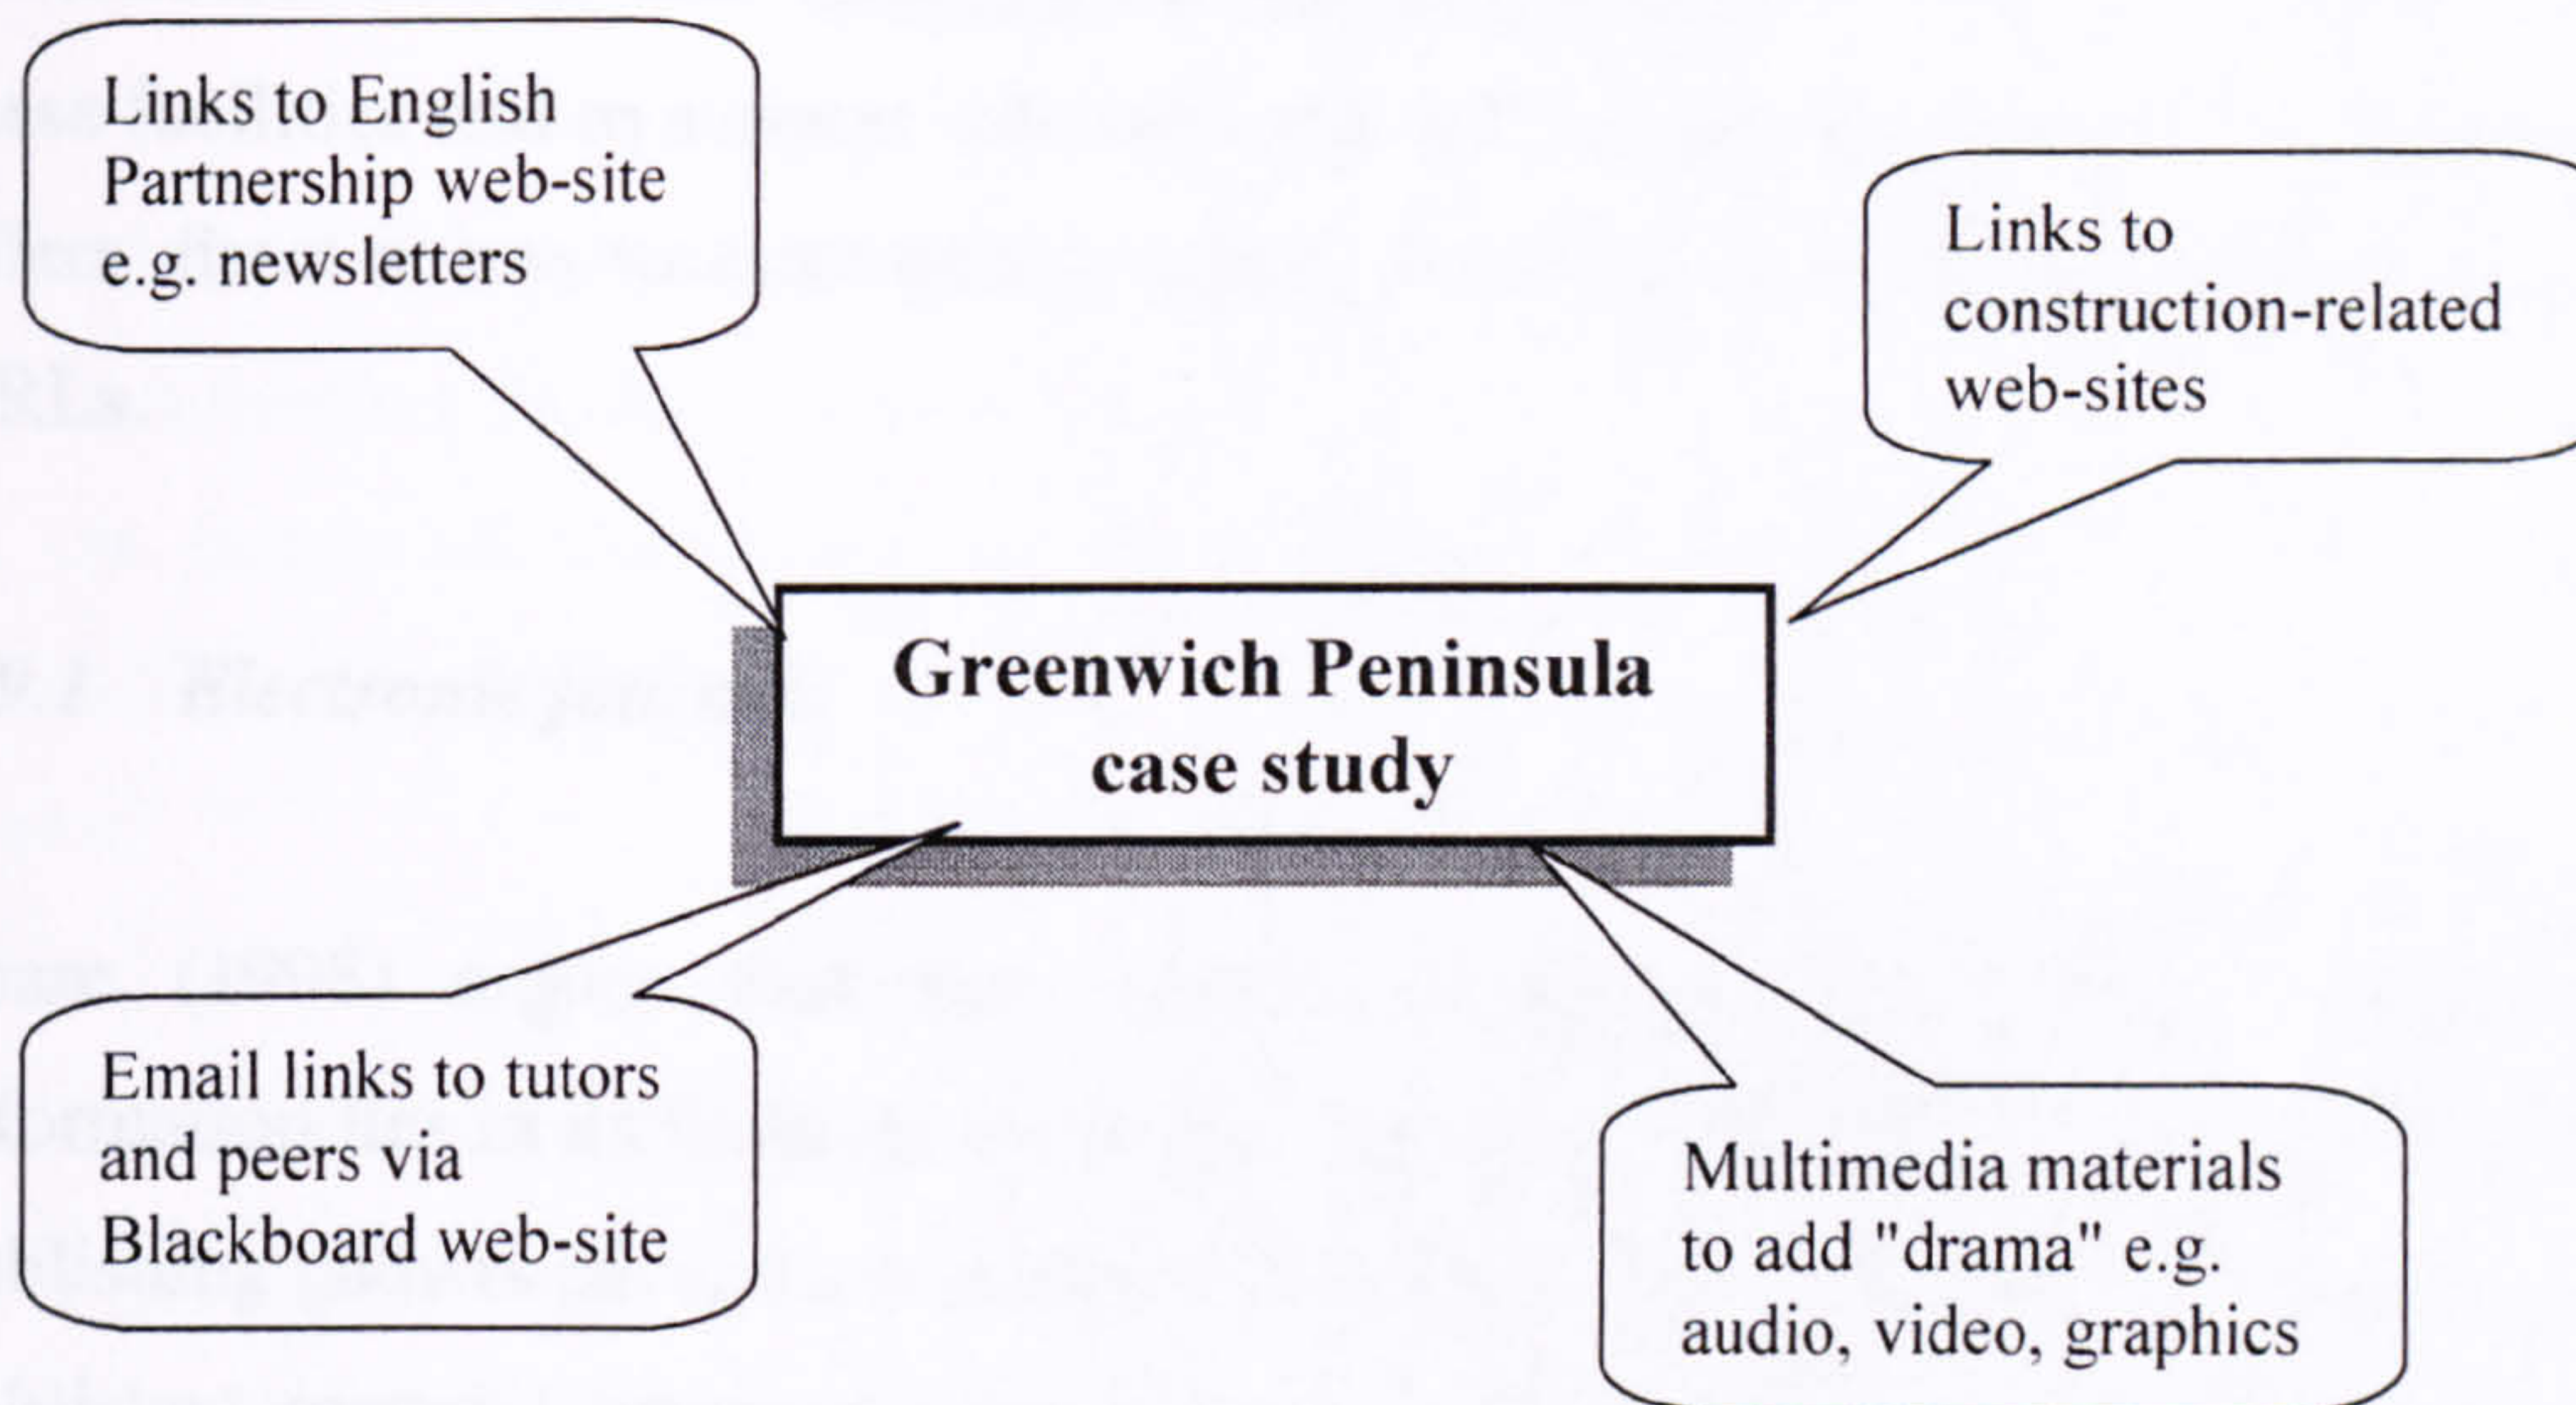 Links to English
Partnership web-site
e.g. newsletters
Links to
construction-related
web-sites
Greenwich Peninsula
case study
Email links to tutors
and peers via
Blackboard web-site
Multimedia materials
to add "drama" e.g.
audio, video, graphics